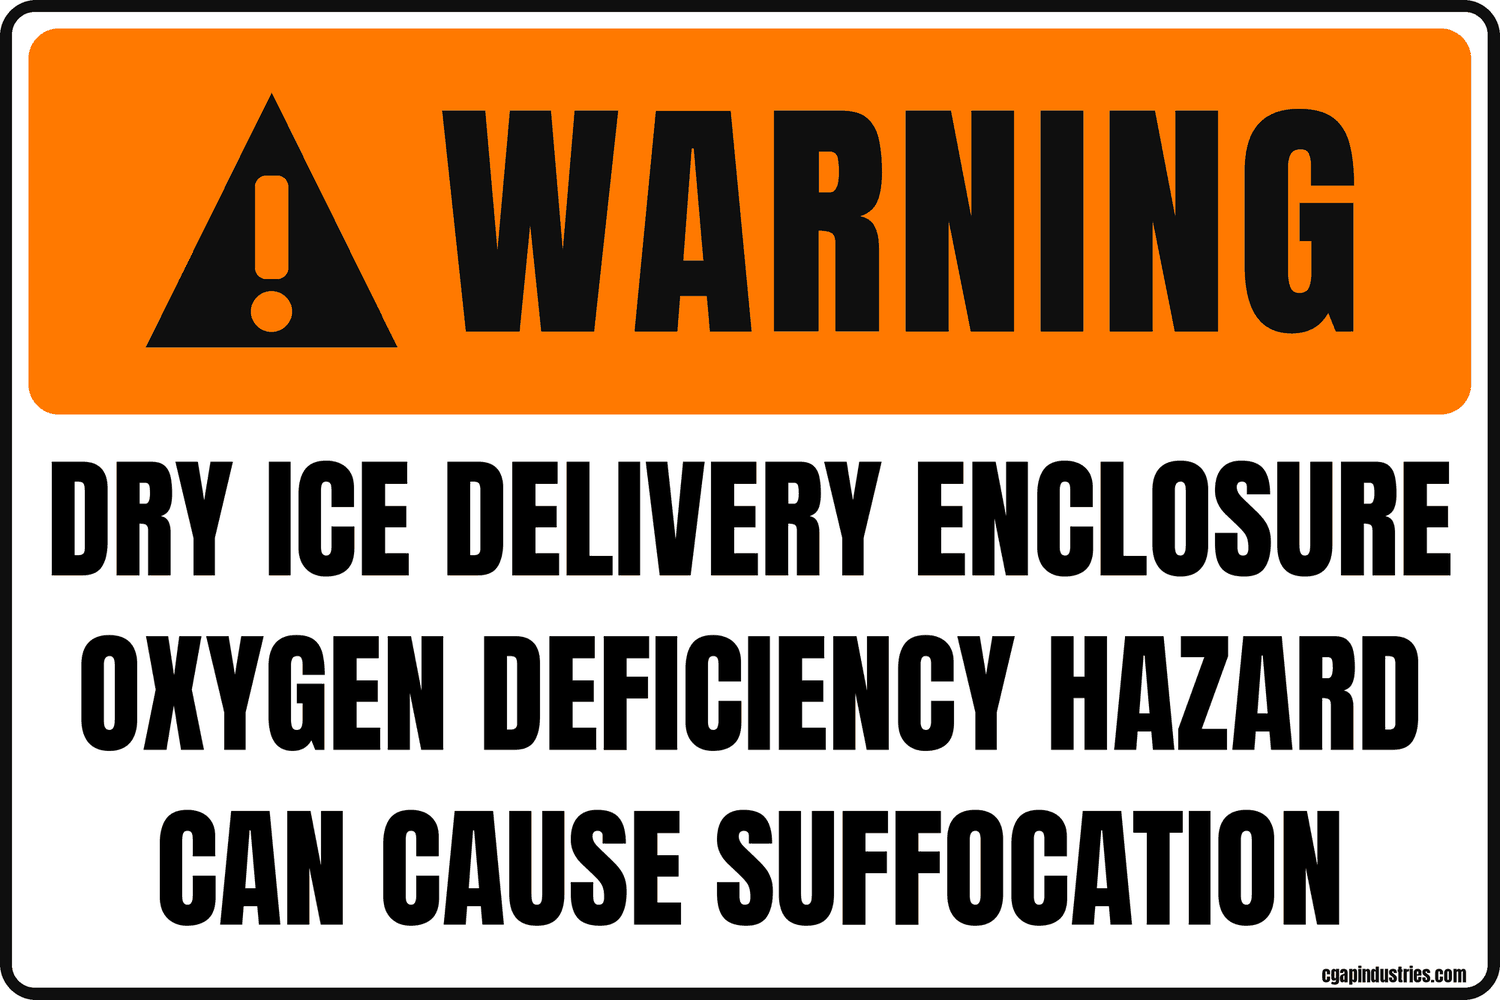 WARNING
DRY ICE DELIVERY ENCLOSURE
OXYGEN DEFICIENCY HAZARD
CAN CAUSE SUFFOCATION
cgapindustries.com